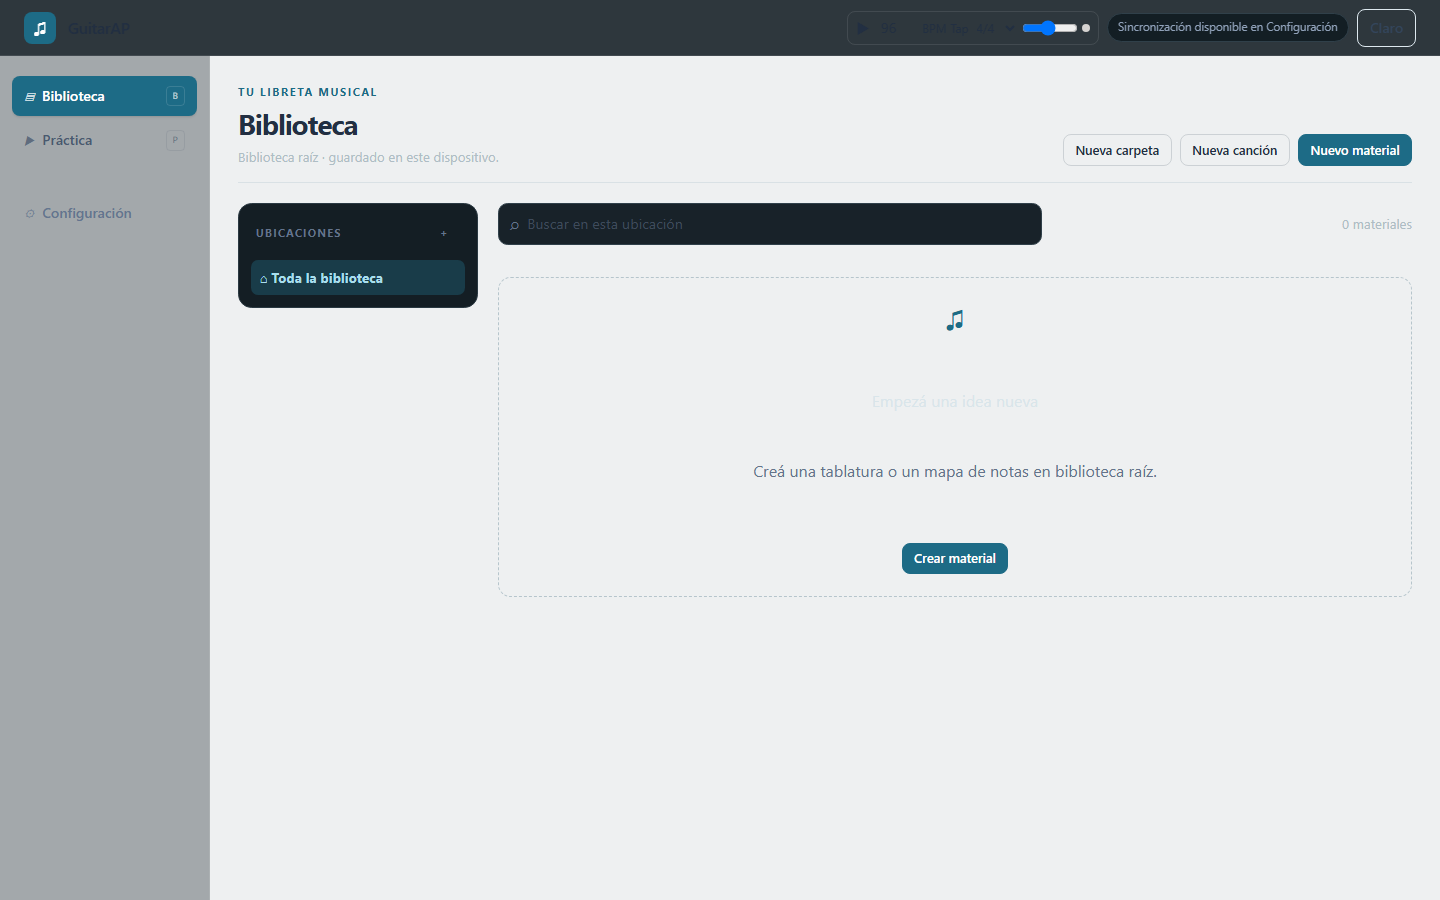 GuitarAP
96 BPM Tap 4/4
Sincronización disponible en Configuración
Claro
Biblioteca B
Práctica P
Configuración
TU LIBRETA MUSICAL
Biblioteca
Biblioteca raíz · guardado en este dispositivo.
Nueva carpeta
Nueva canción
Nuevo material
UBICACIONES +
Toda la biblioteca
Buscar en esta ubicación
0 materiales
Empezá una idea nueva
Creá una tablatura o un mapa de notas en biblioteca raíz.
Crear material